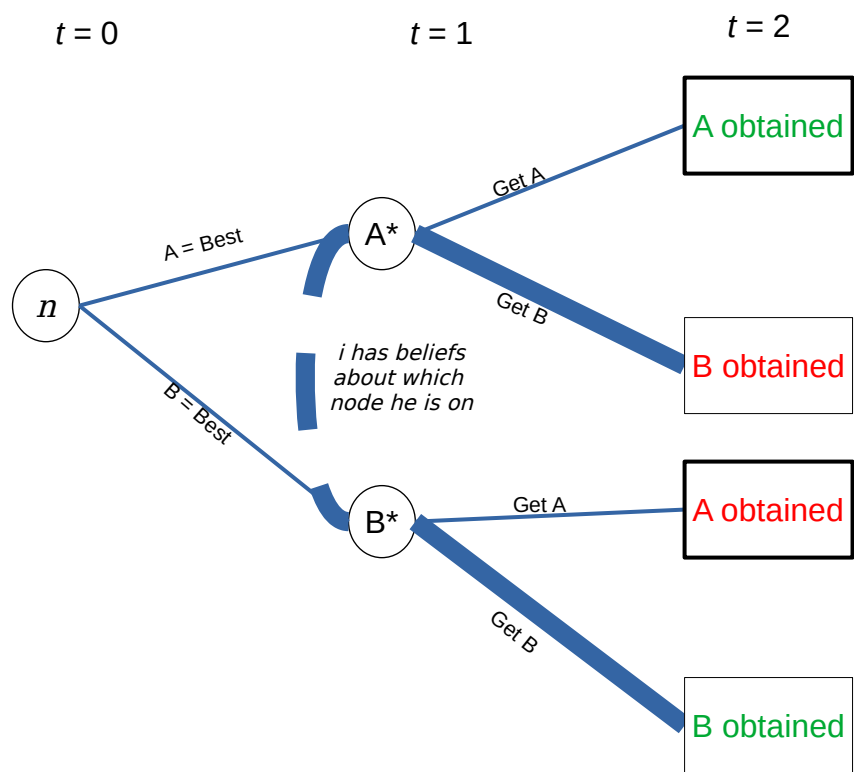 t = 0
t = 1
t = 2
A obtained
Get A
A = Best
A*
n
Get B
i has beliefs
about which
node he is on
B obtained
B = Best
B*
Get A
A obtained
Get B
B obtained